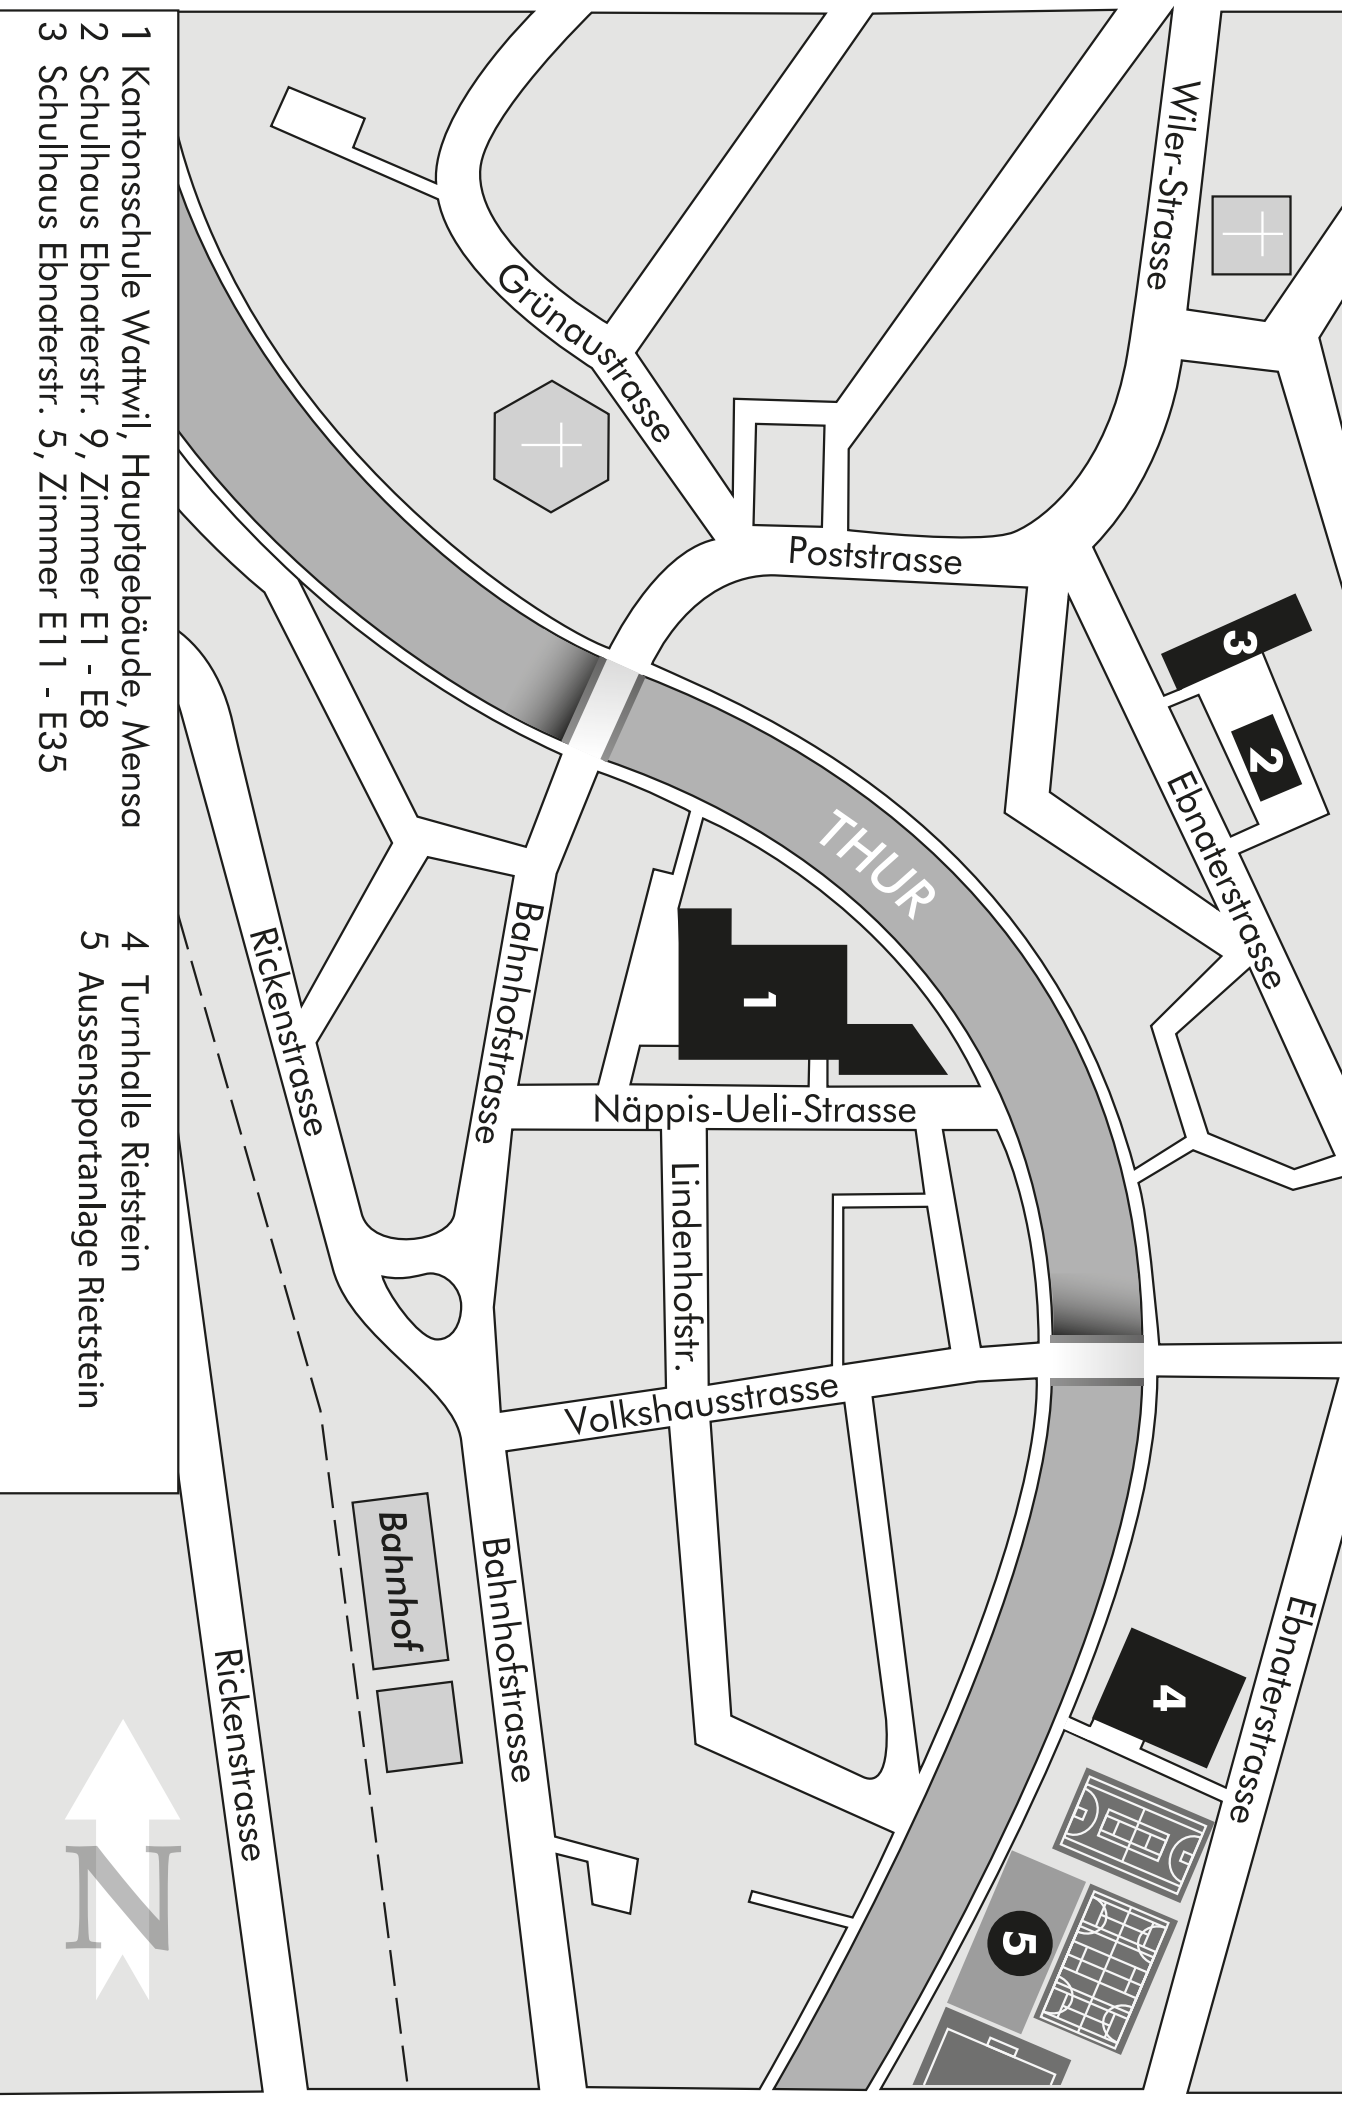 1 Kantonsschule Wattwil, Hauptgebäude, Mensa
2 Schulhaus Ebnaterstr. 9, Zimmer E1 - E8
3 Schulhaus Ebnaterstr. 5, Zimmer E11 - E35
4 Turnhalle Rietstein
5 Aussensportanlage Rietstein
Wiler-Strasse
Grünaustrasse
Poststrasse
3
2
Ebnaterstrasse
THUR
1
Bahnhofstrasse
Rickenstrasse
Näppis-Ueli-Strasse
Lindenhofstr.
Volkshausstrasse
Bahnhof
Bahnhofstrasse
Rickenstrasse
Ebnaterstrasse
4
5
N